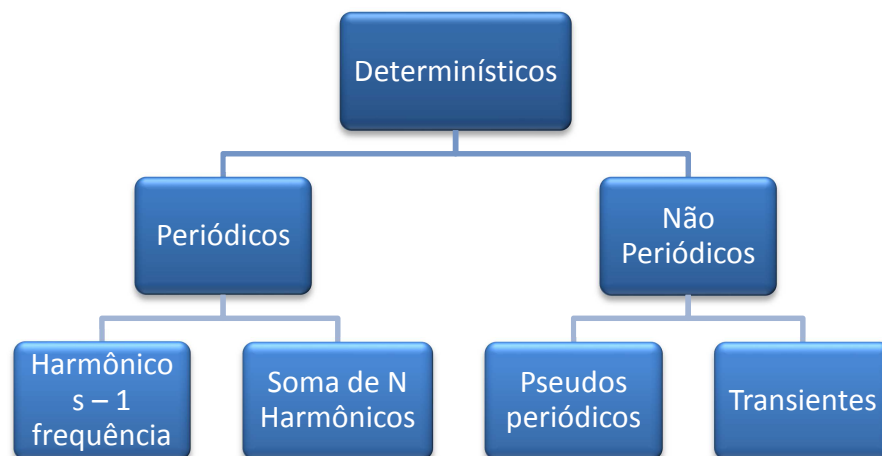 Determinísticos
Periódicos
Não
Periódicos
Harmônico
s – 1
frequência
Soma de N
Harmônicos
Pseudos
periódicos
Transientes